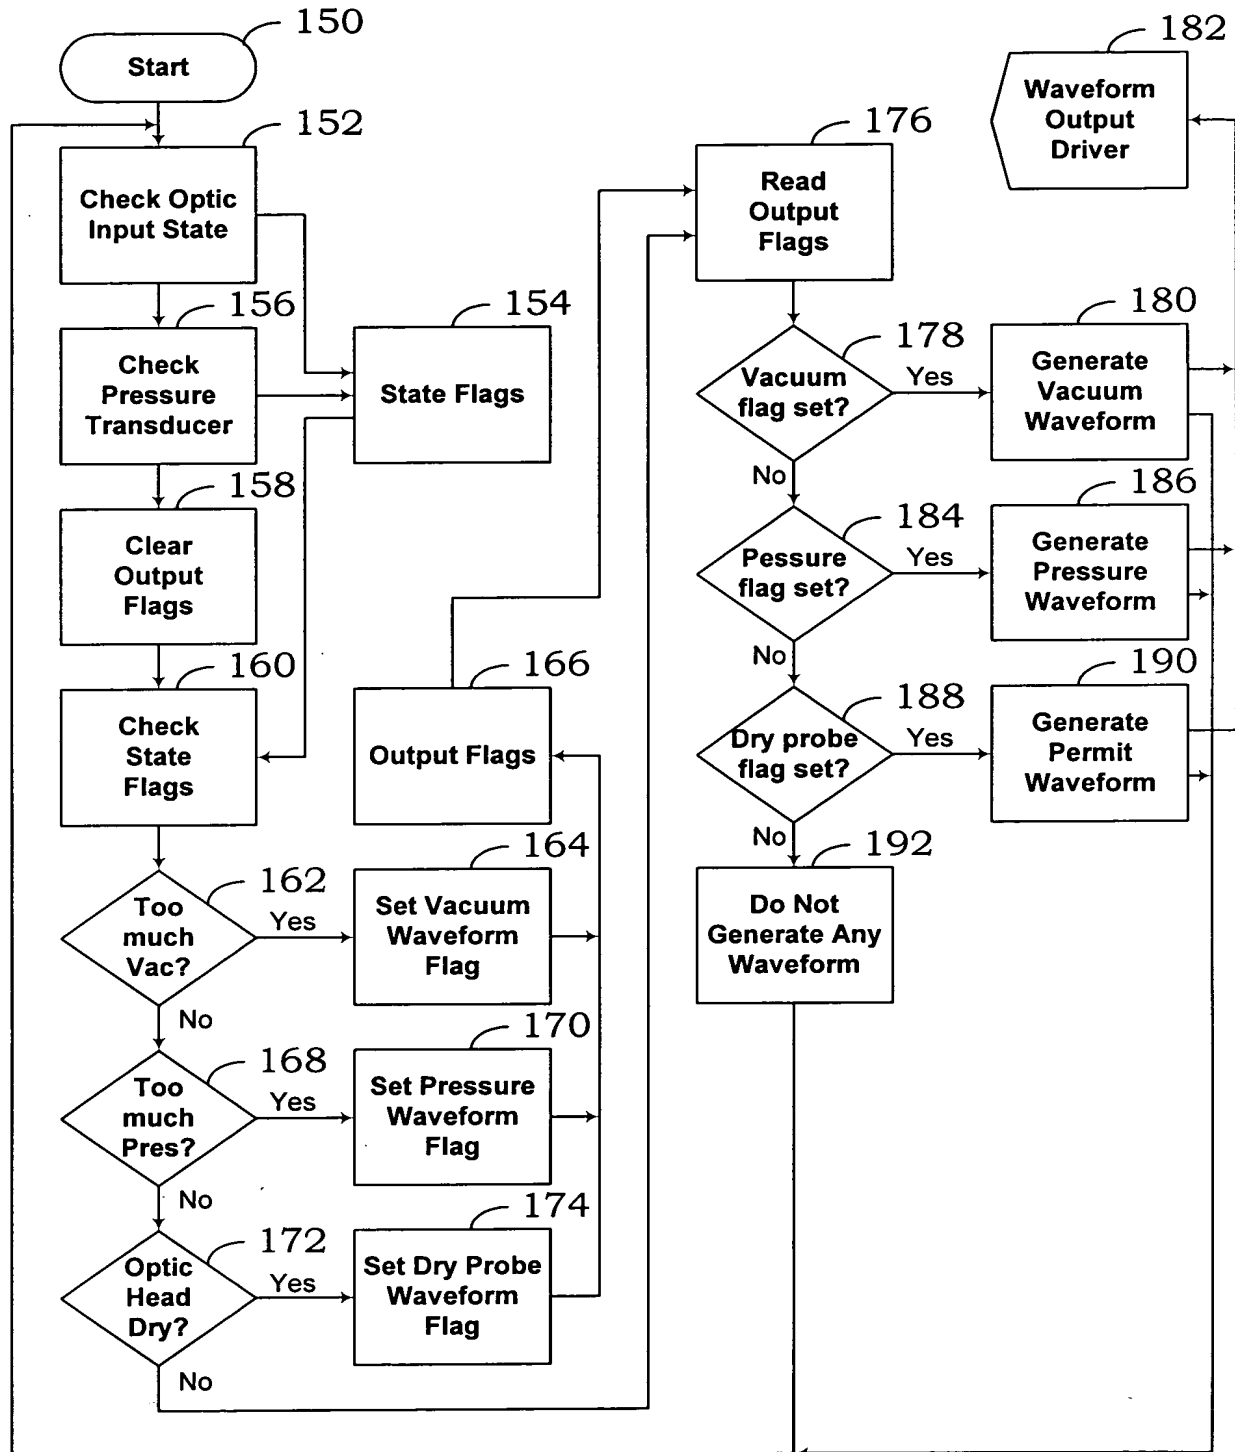 150
Start
152
Check Optic
Input State
156
Check
Pressure
Transducer
154
State Flags
158
Clear
Output
Flags
160
Check
State
Flags
166
Output Flags
162
Too
much
Vac?
Yes
No
164
Set Vacuum
Waveform
Flag
168
Too
much
Pres?
Yes
No
170
Set Pressure
Waveform
Flag
172
Optic
Head
Dry?
Yes
No
174
Set Dry Probe
Waveform
Flag
176
Read
Output
Flags
182
Waveform
Output
Driver
178
Vacuum
flag set?
Yes
No
180
Generate
Vacuum
Waveform
184
Pessure
flag set?
Yes
No
186
Generate
Pressure
Waveform
188
Dry probe
flag set?
Yes
No
190
Generate
Permit
Waveform
192
Do Not
Generate Any
Waveform